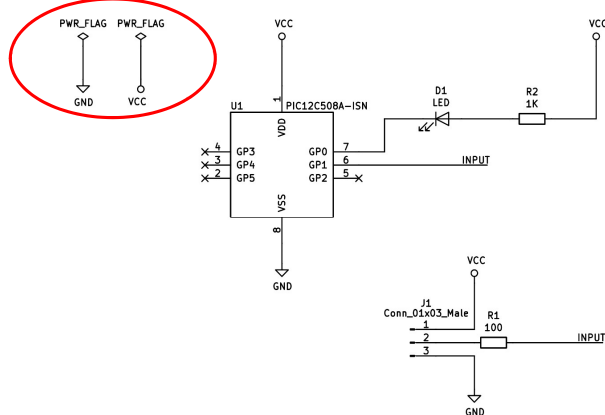 PWR_FLAG PWR_FLAG
GND
VCC
VCC
VCC
U1
PIC12C508A-ISN
1
VDD
D1
LED
R2
1K
4 GP3
3 GP4
2 GP5
GP0 7
GP1 6
GP2 5
INPUT
VSS
8
GND
VCC
J1
Conn_01x03_Male
1
2
3
R1
100
INPUT
GND